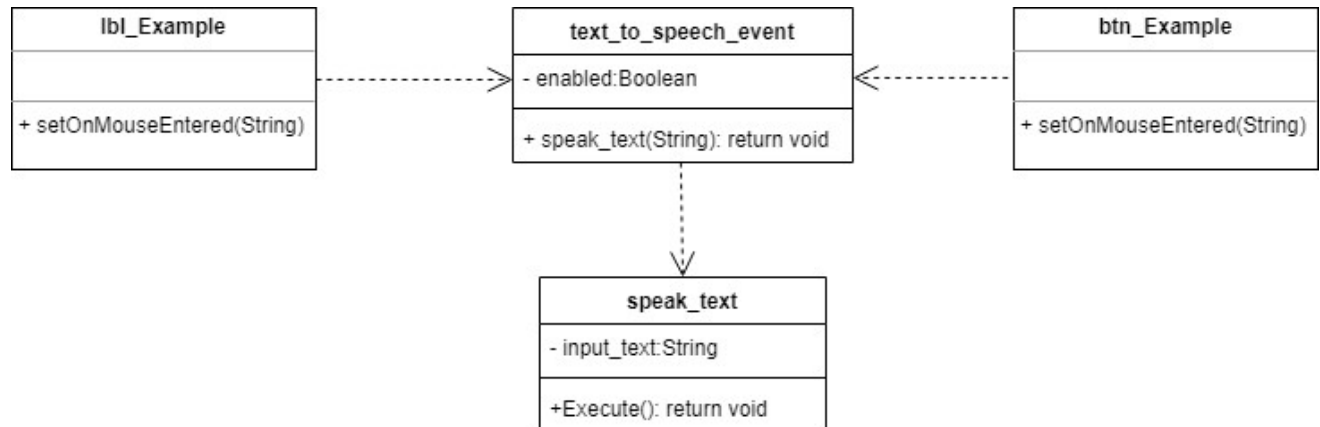 lbl_Example
+ setOnMouseEntered(String)
text_to_speech_event
- enabled:Boolean
+ speak_text(String): return void
btn_Example
+ setOnMouseEntered(String)
speak_text
- input_text:String
+Execute(): return void